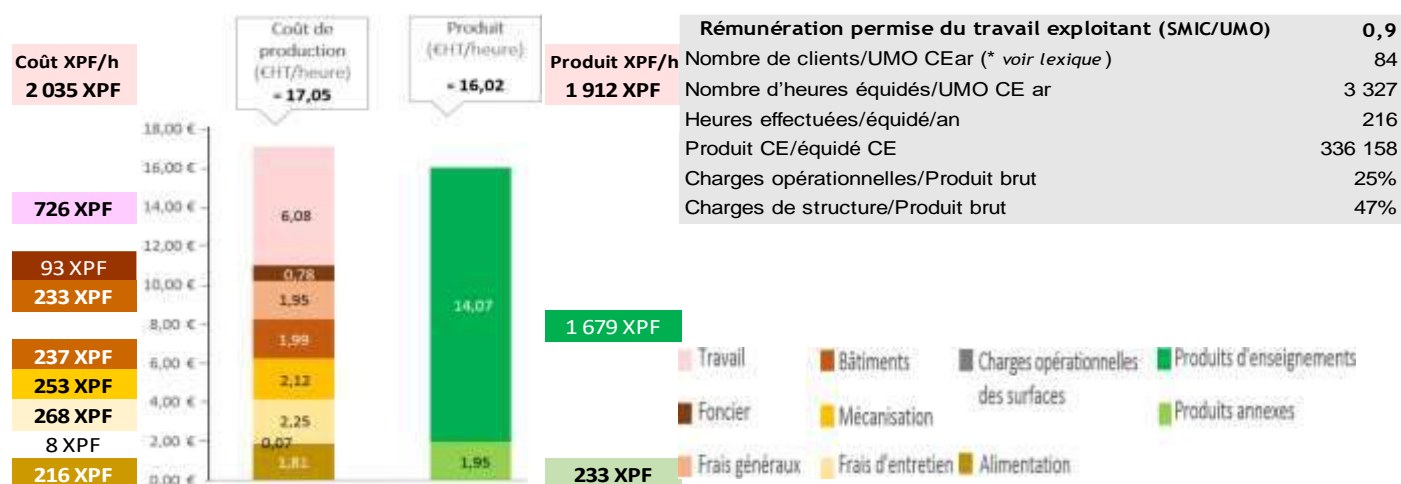 Coût XPF/h
2 035 XPF
Coût de
production
(€HT/heure)
= 17,05
Produit
(€HT/heure)
= 16,02
Produit XPF/h
1 912 XPF
Rémunération permise du travail exploitant (SMIC/UMO) 0,9
Nombre de clients/UMO CEar (* voir lexique) 84
Nombre d'heures équidés/UMO CE ar 3 327
Heures effectuées/équidé/an 216
Produit CE/équidé CE 336 158
Charges opérationnelles/Produit brut 25%
Charges de structure/Produit brut 47%
726 XPF
93 XPF
233 XPF
237 XPF
253 XPF
268 XPF
8 XPF
216 XPF
18,00 €
16,00 €
14,00 €
12,00 €
10,00 €
8,00 €
6,00 €
4,00 €
2,00 €
0,00 €
6,08
0,78
1,95
1,99
2,12
2,25
0,07
1,81
14,07
1,95
1 679 XPF
233 XPF
Travail
Bâtiments
Charges opérationnelles
des surfaces
Produits d'enseignements
Foncier
Mécanisation
Produits annexes
Frais généraux
Frais d'entretien
Alimentation